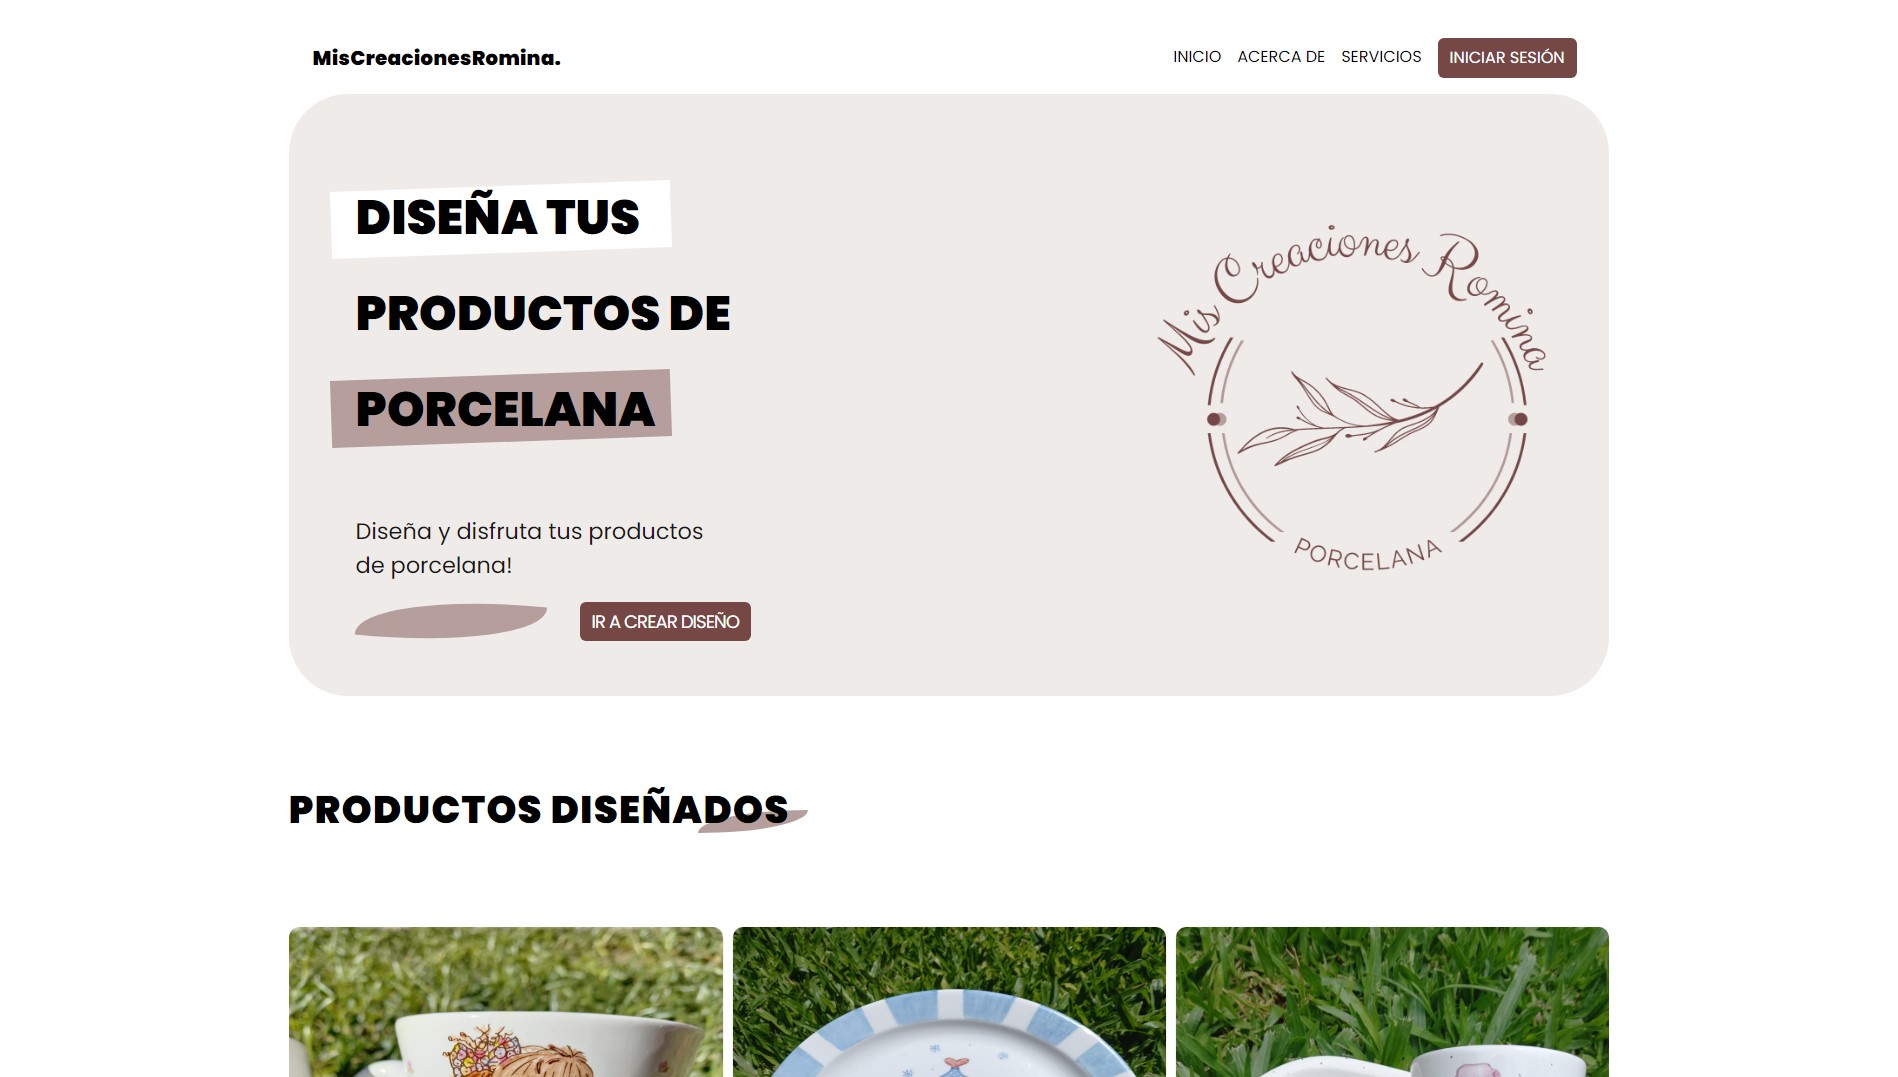 MisCreacionesRomina.
INICIO ACERCA DE SERVICIOS INICIAR SESIÓN
DISEÑA TUS
PRODUCTOS DE
PORCELANA
Diseña y disfruta tus productos
de porcelana!
IR A CREAR DISEÑO
Mis Creaciones Romina
PORCELANA
PRODUCTOS DISEÑADOS